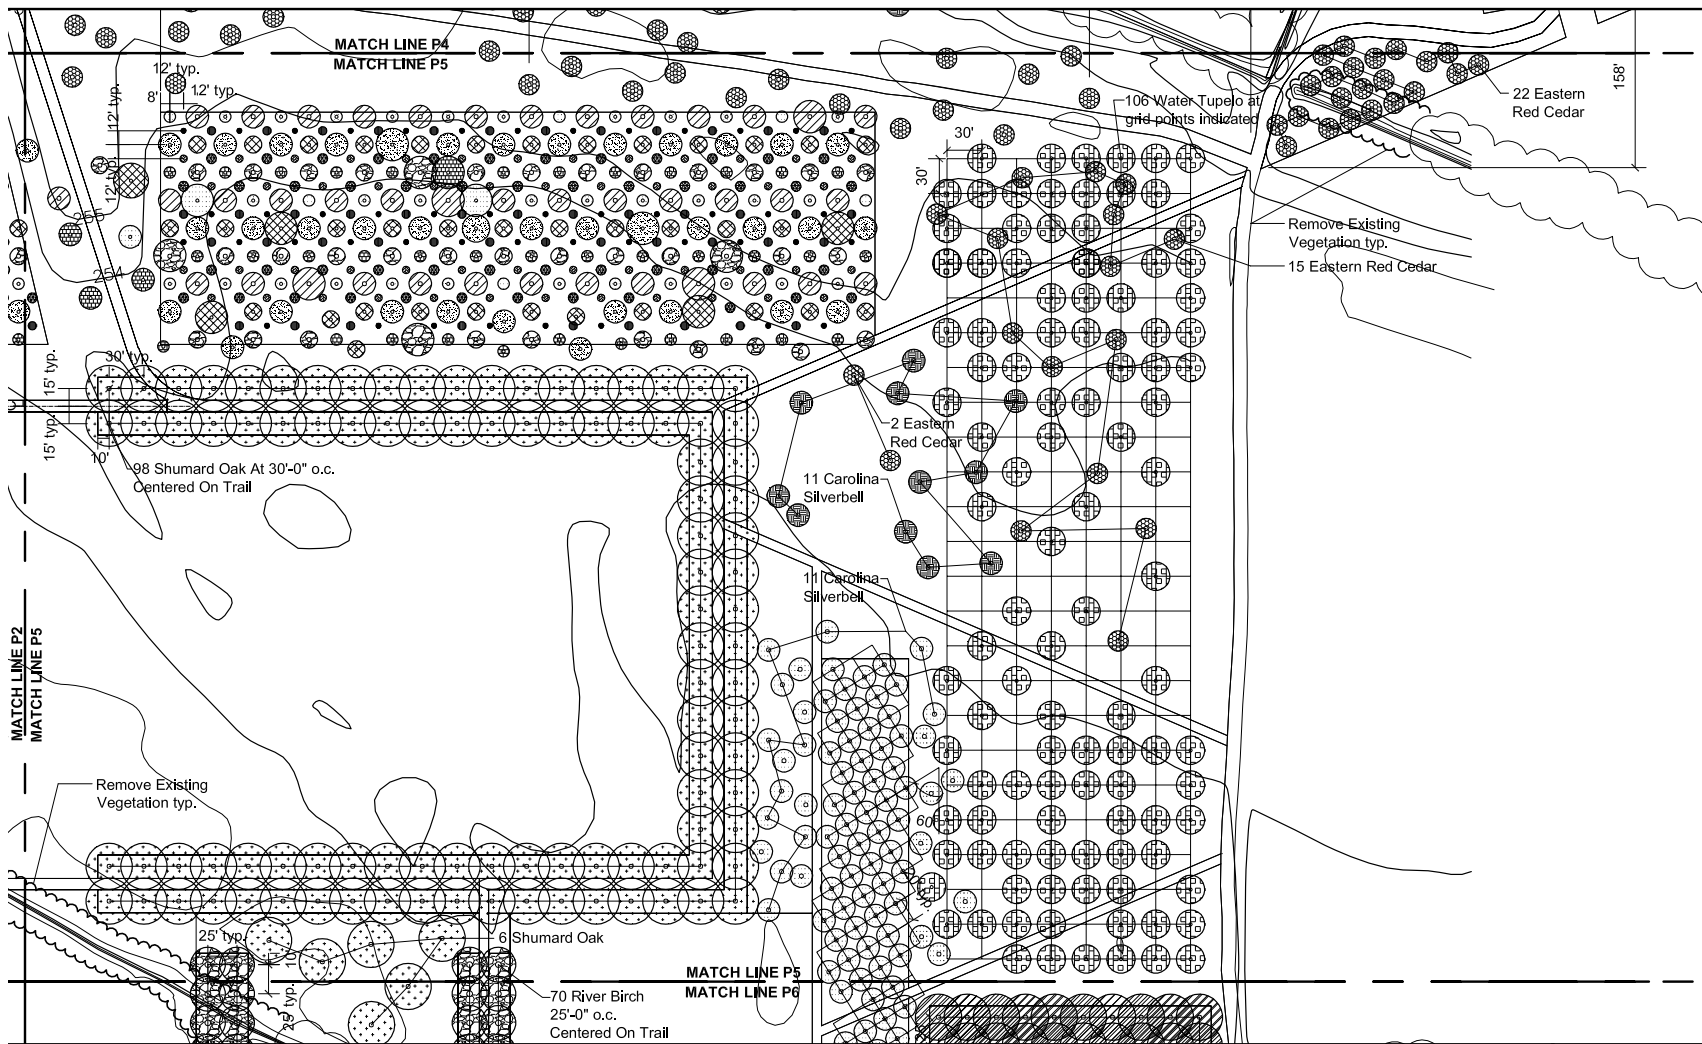 MATCH LINE P4
MATCH LINE P5
12' typ.
8'
12' typ.
12' typ.
12' typ.
255
254
106 Water Tupelo at
grid points indicated
30'
30'
22 Eastern
Red Cedar
158'
Remove Existing
Vegetation typ.
15 Eastern Red Cedar
30' typ.
15' typ.
15' typ.
10'
98 Shumard Oak At 30'-0" o.c.
Centered On Trail
2 Eastern
Red Cedar
11 Carolina
Silverbell
11 Carolina
Silverbell
MATCH LINE P2
MATCH LINE P5
Remove Existing
Vegetation typ.
60'
25' typ.
10'
25' typ.
6 Shumard Oak
70 River Birch
25'-0" o.c.
Centered On Trail
MATCH LINE P5
MATCH LINE P6